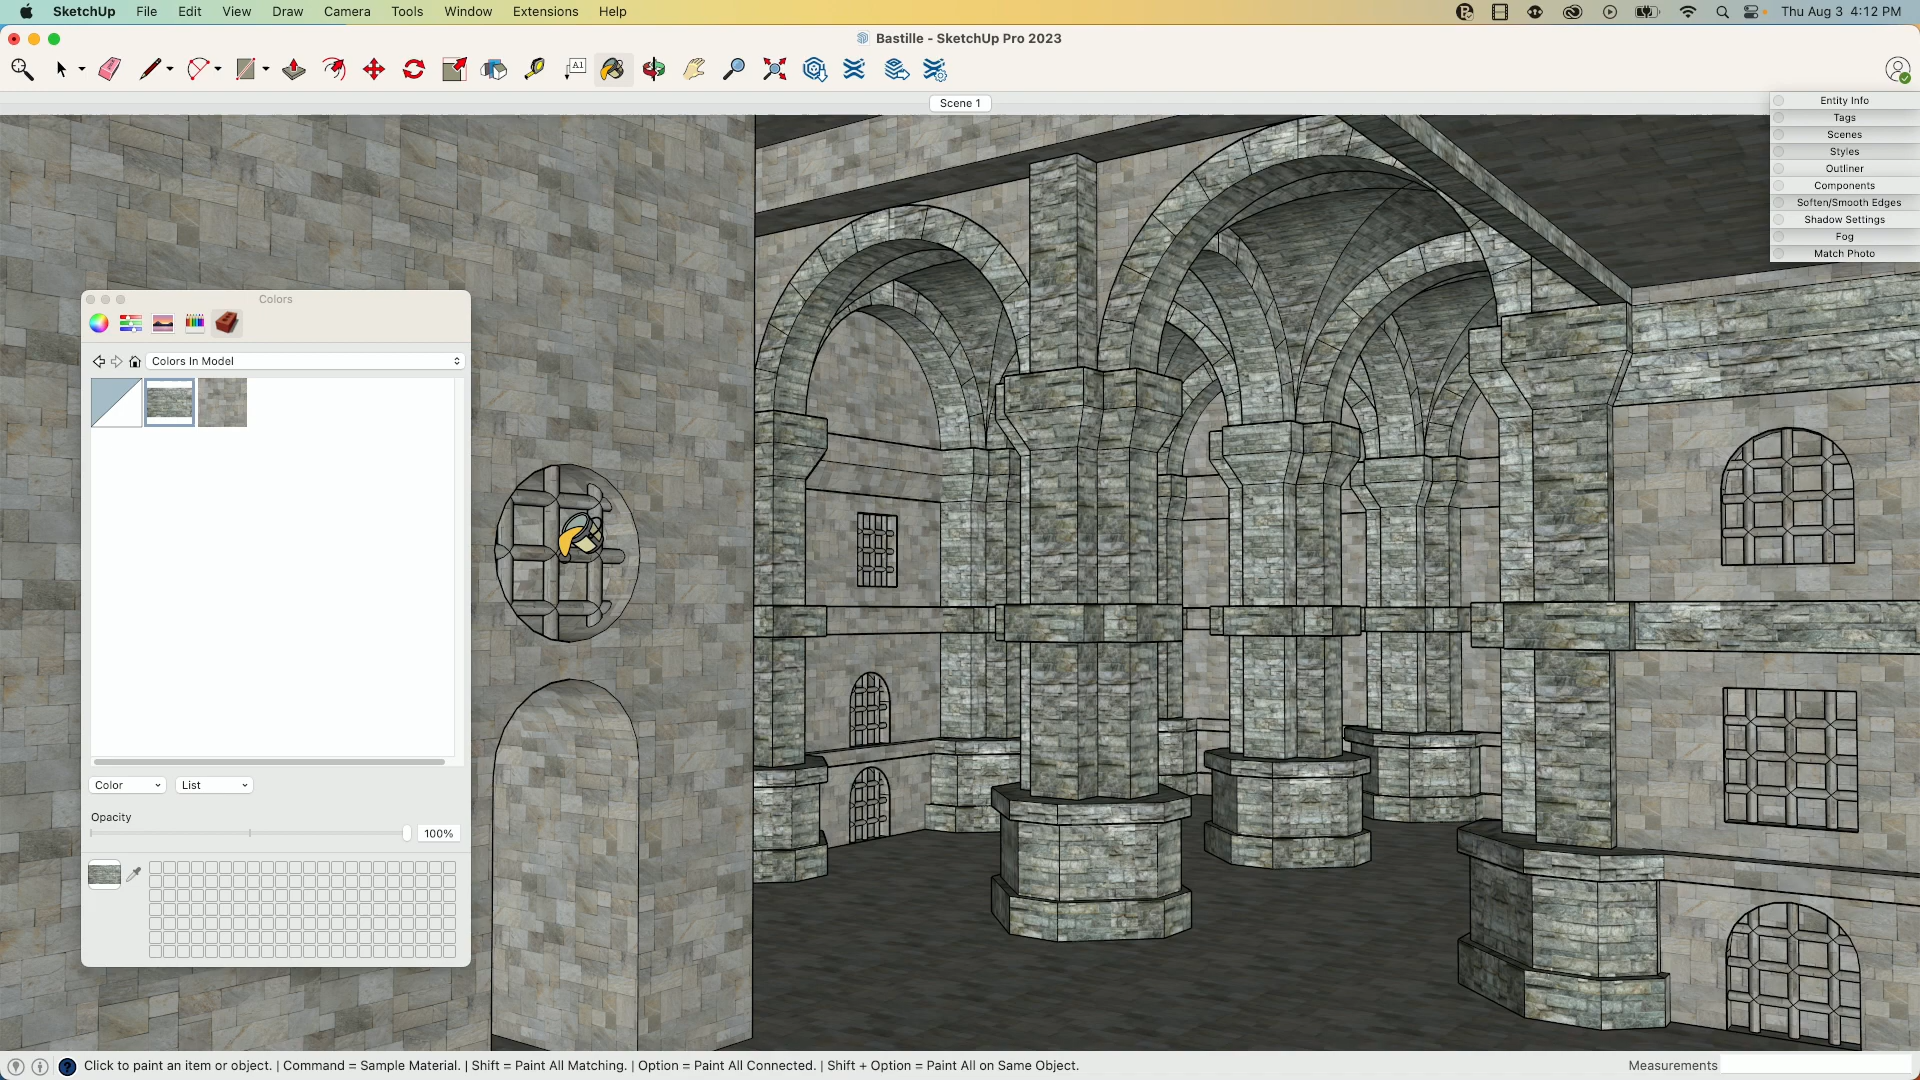 SketchUp File Edit View Draw Camera Tools Window Extensions Help
Thu Aug 3 4:12 PM
Bastille - SketchUp Pro 2023
A1
Scene 1
Entity Info
Tags
Scenes
Styles
Outliner
Components
Soften/Smooth Edges
Shadow Settings
Fog
Match Photo
Colors
Colors In Model
Color List
Opacity
100%
Click to paint an item or object. | Command = Sample Material. | Shift = Paint All Matching. | Option = Paint All Connected. | Shift + Option = Paint All on Same Object.
Measurements